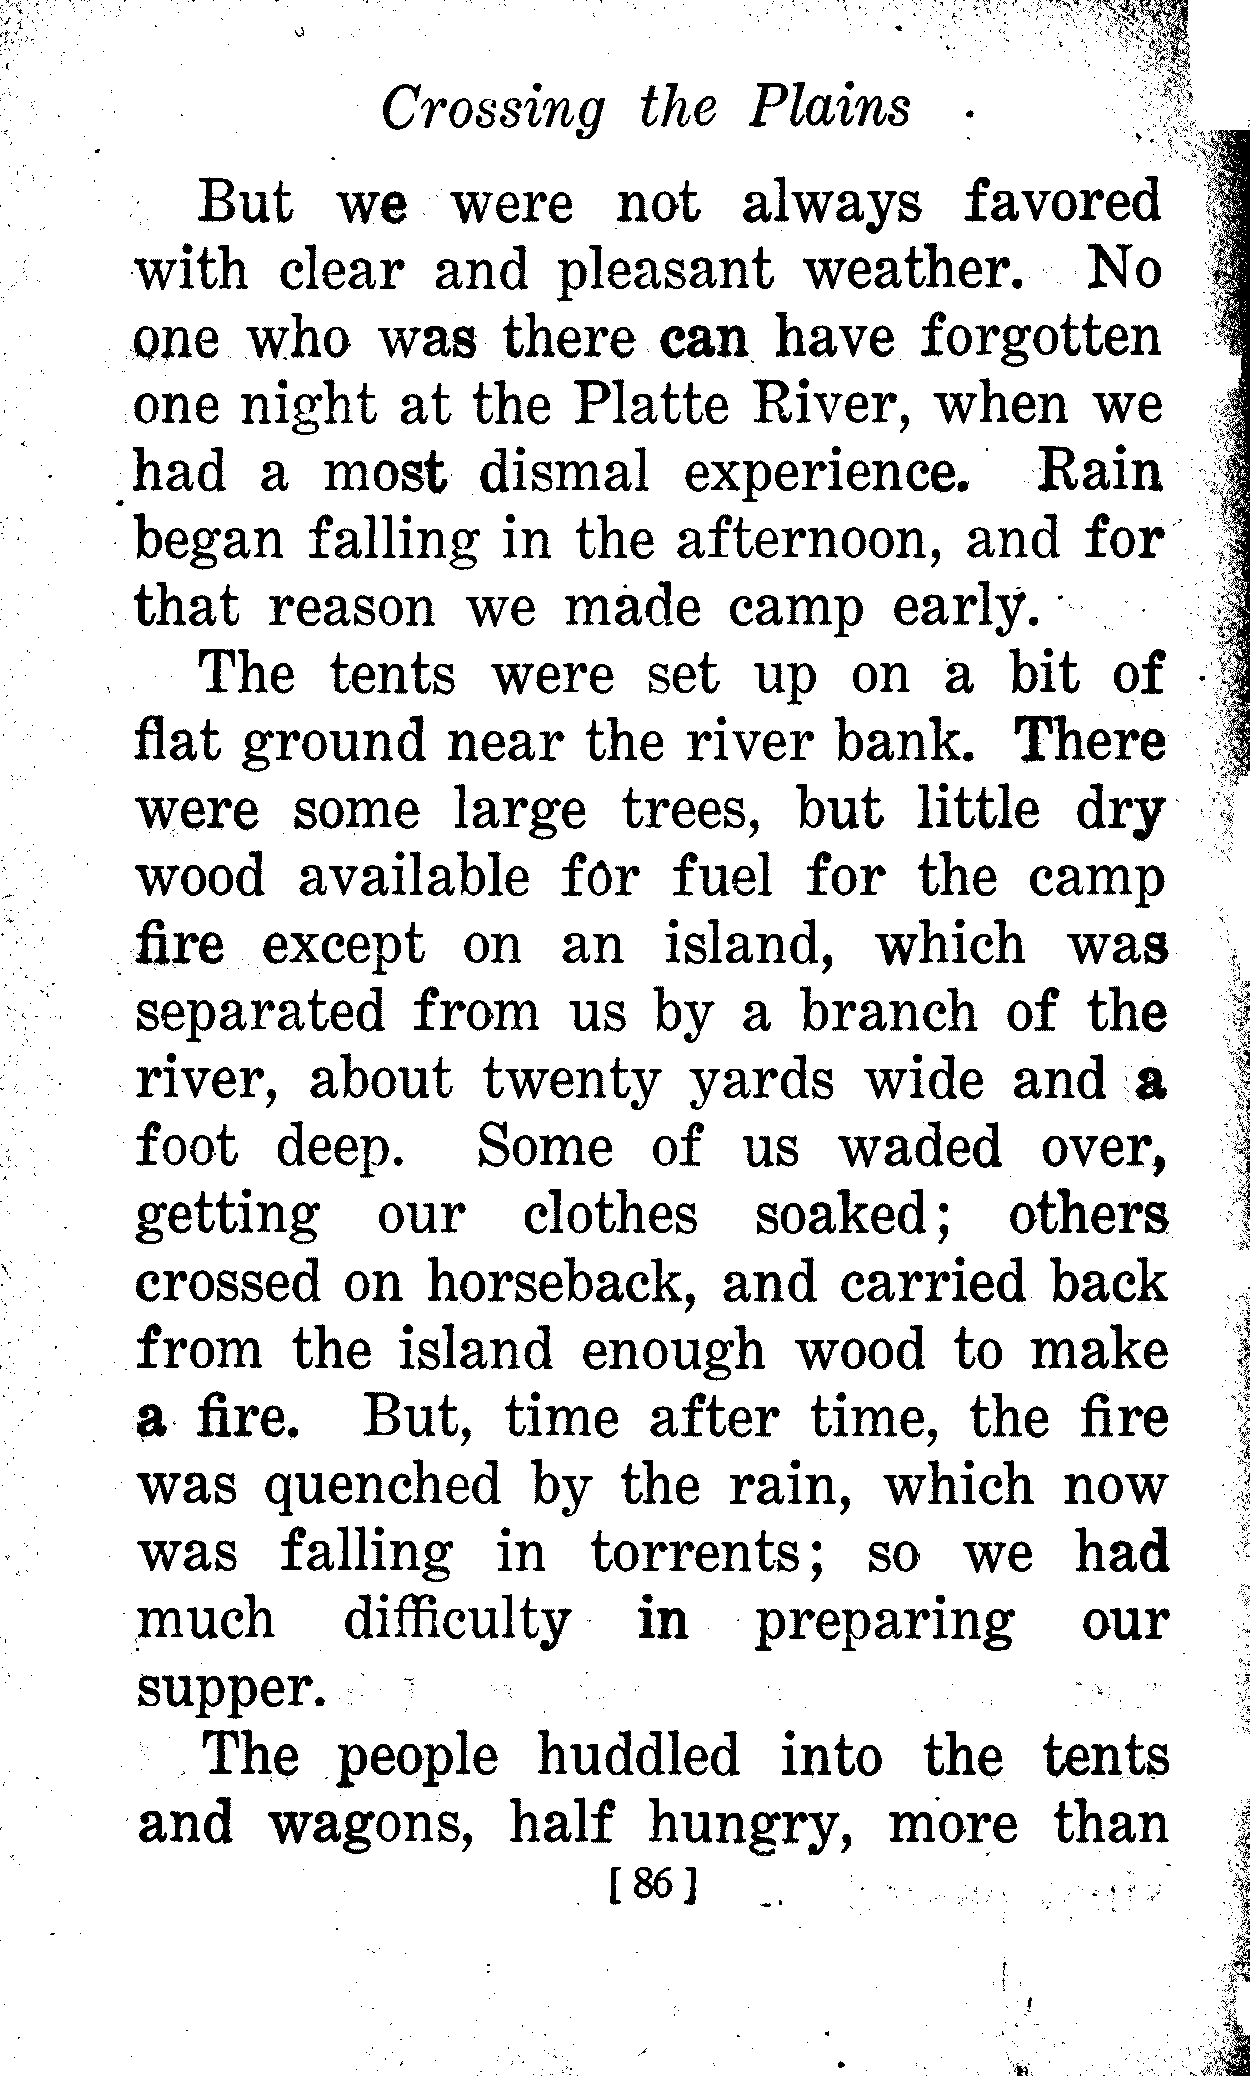 Crossing the Plains
But we were not always favored
with clear and pleasant weather. No
one who was there can have forgotten
one night at the Platte River, when we
had a most dismal experience. Rain
began falling in the afternoon, and for
that reason we made camp early.
The tents were set up on a bit of
flat ground near the river bank. There
were some large trees, but little dry
wood available for fuel for the camp
fire except on an island, which was
separated from us by a branch of the
river, about twenty yards wide and a
foot deep. Some of us waded over,
getting our clothes soaked; others
crossed on horseback, and carried back
from the island enough wood to make
a fire. But, time after time, the fire
was quenched by the rain, which now
was falling in torrents; so we had
much difficulty in preparing our
supper.
The people huddled into the tents
and wagons, half hungry, more than
[86]